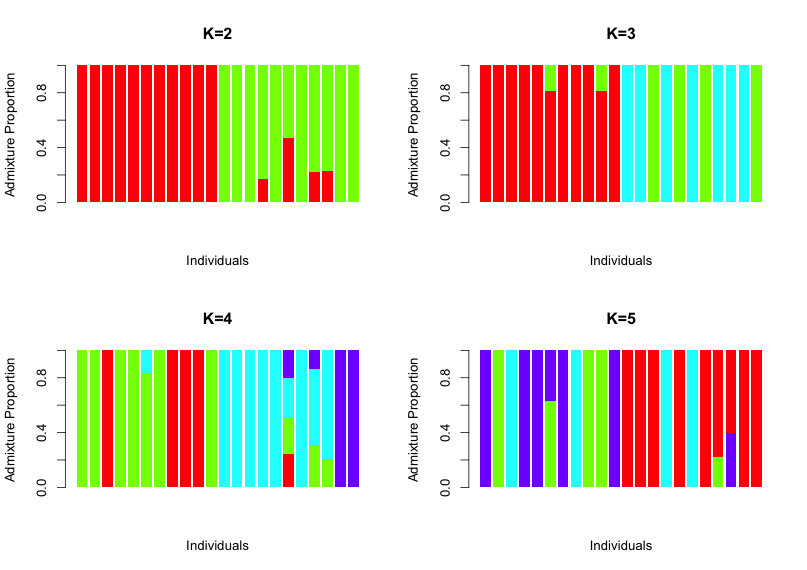 K=2
Admixture Proportion
0.8
0.4
0.0
Individuals
K=3
Admixture Proportion
0.8
0.4
0.0
Individuals
K=4
Admixture Proportion
0.8
0.4
0.0
Individuals
K=5
Admixture Proportion
0.8
0.4
0.0
Individuals